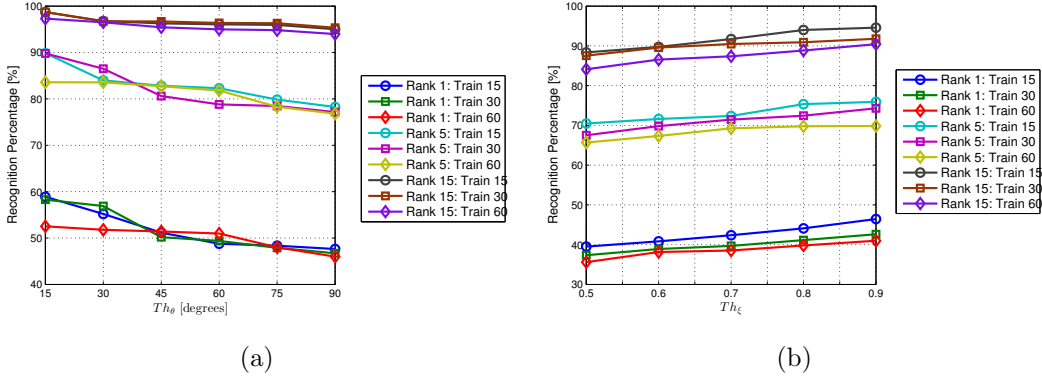 100
90
80
70
60
50
40
Recognition Percentage [%]
15 30 45 60 75 90
Th_θ [degrees]
Rank 1: Train 15
Rank 1: Train 30
Rank 1: Train 60
Rank 5: Train 15
Rank 5: Train 30
Rank 5: Train 60
Rank 15: Train 15
Rank 15: Train 30
Rank 15: Train 60
(a)
100
90
80
70
60
50
40
30
Recognition Percentage [%]
0.5 0.6 0.7 0.8 0.9
Th_ξ
Rank 1: Train 15
Rank 1: Train 30
Rank 1: Train 60
Rank 5: Train 15
Rank 5: Train 30
Rank 5: Train 60
Rank 15: Train 15
Rank 15: Train 30
Rank 15: Train 60
(b)